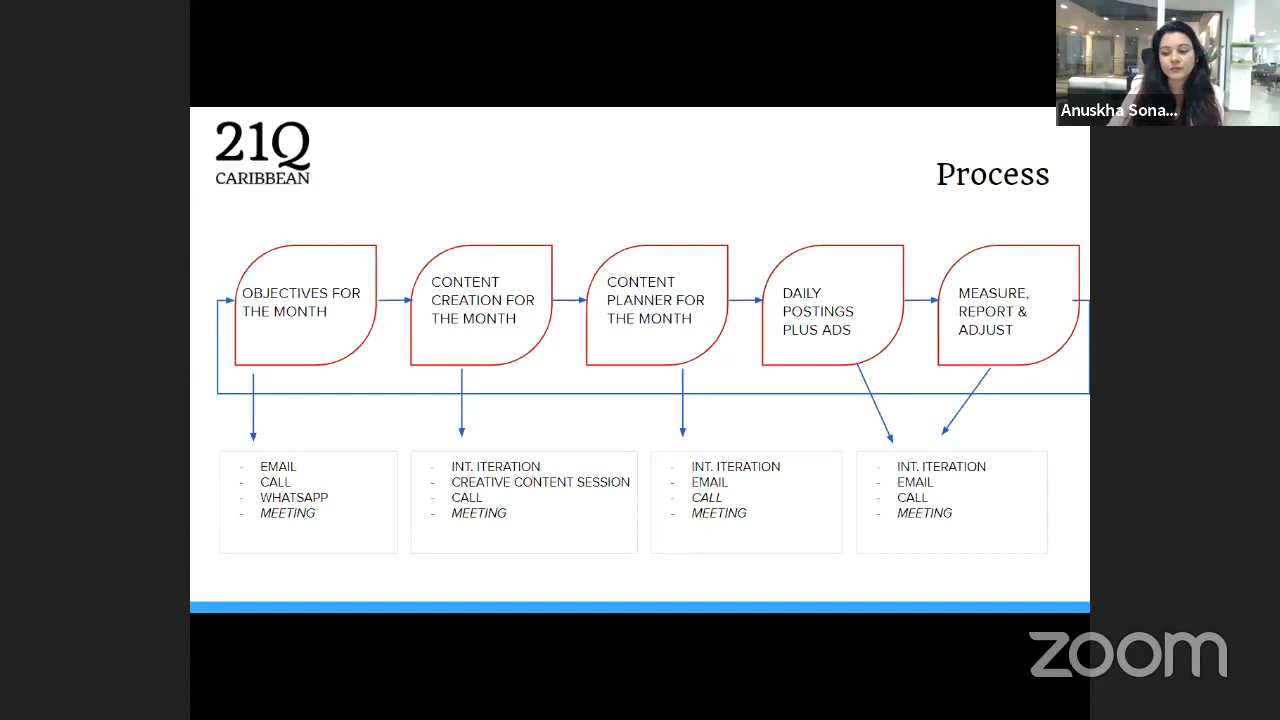 Anuskha Sona...
21Q
CARIBBEAN
Process
OBJECTIVES FOR
THE MONTH
CONTENT
CREATION FOR
THE MONTH
CONTENT
PLANNER FOR
THE MONTH
DAILY
POSTINGS
PLUS ADS
MEASURE,
REPORT &
ADJUST
- EMAIL
- CALL
- WHATSAPP
- MEETING
- INT. ITERATION
- CREATIVE CONTENT SESSION
- CALL
- MEETING
- INT. ITERATION
- EMAIL
- CALL
- MEETING
- INT. ITERATION
- EMAIL
- CALL
- MEETING
zoom